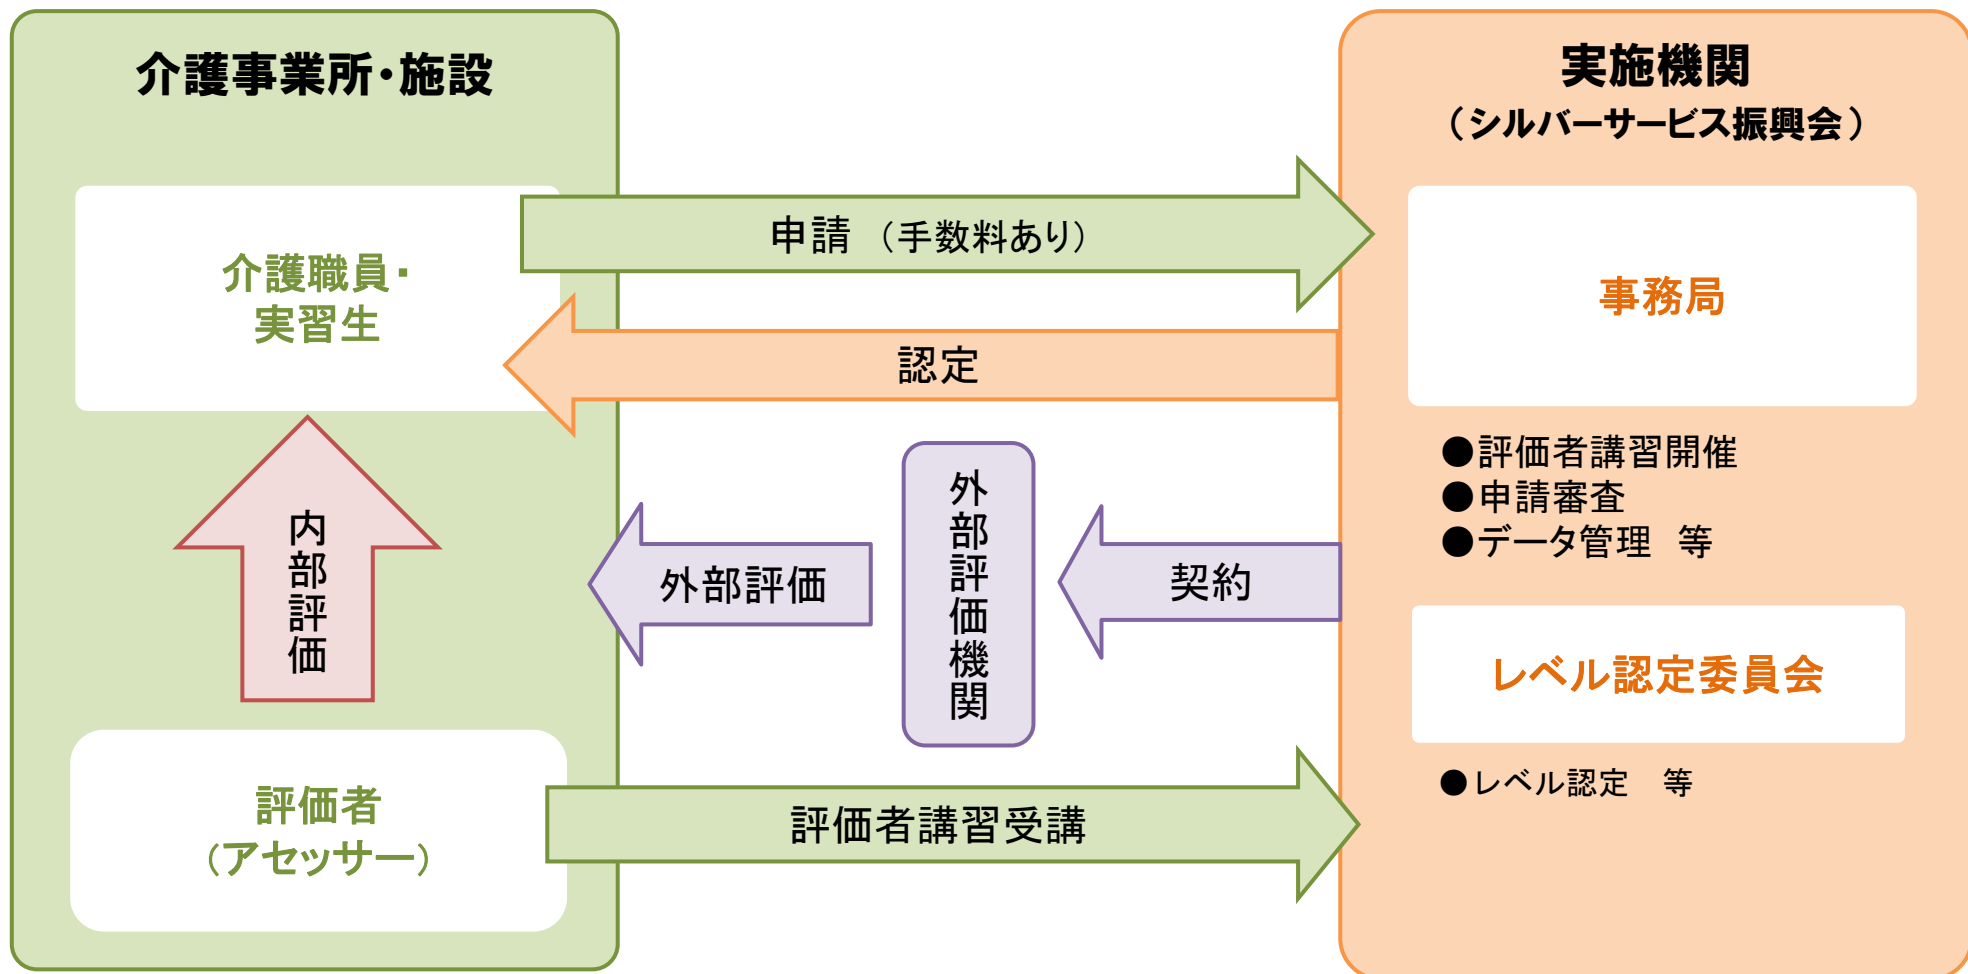 介護事業所・施設
介護職員・
実習生
内部評価
評価者
（アセッサー）
申請　（手数料あり）
認定
外部評価
外部評価機関
契約
評価者講習受講
実施機関
（シルバーサービス振興会）
事務局
●評価者講習開催
●申請審査
●データ管理　等
レベル認定委員会
●レベル認定　等